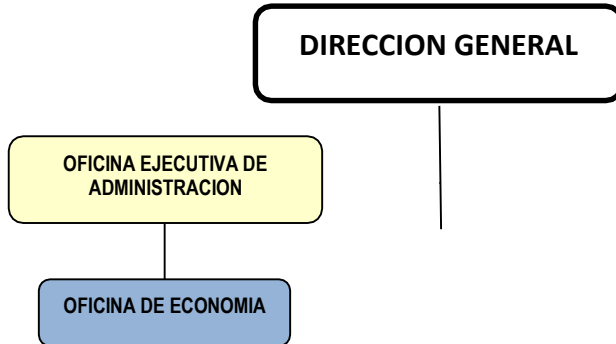 DIRECCION GENERAL
OFICINA EJECUTIVA DE
ADMINISTRACION
OFICINA DE ECONOMIA